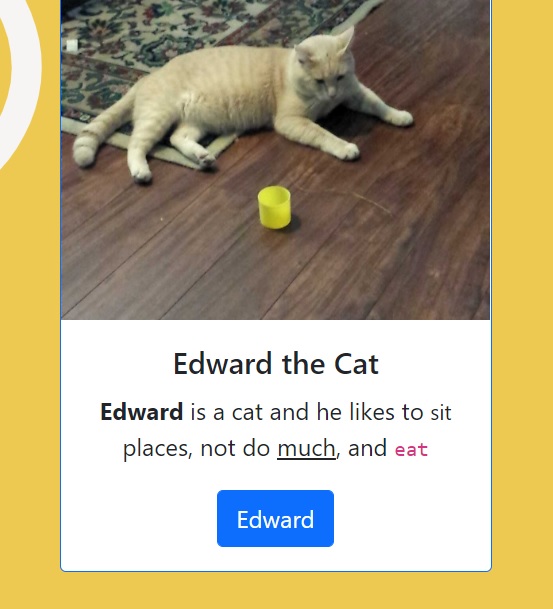 Edward the Cat
Edward is a cat and he likes to sit
places, not do much, and eat
Edward